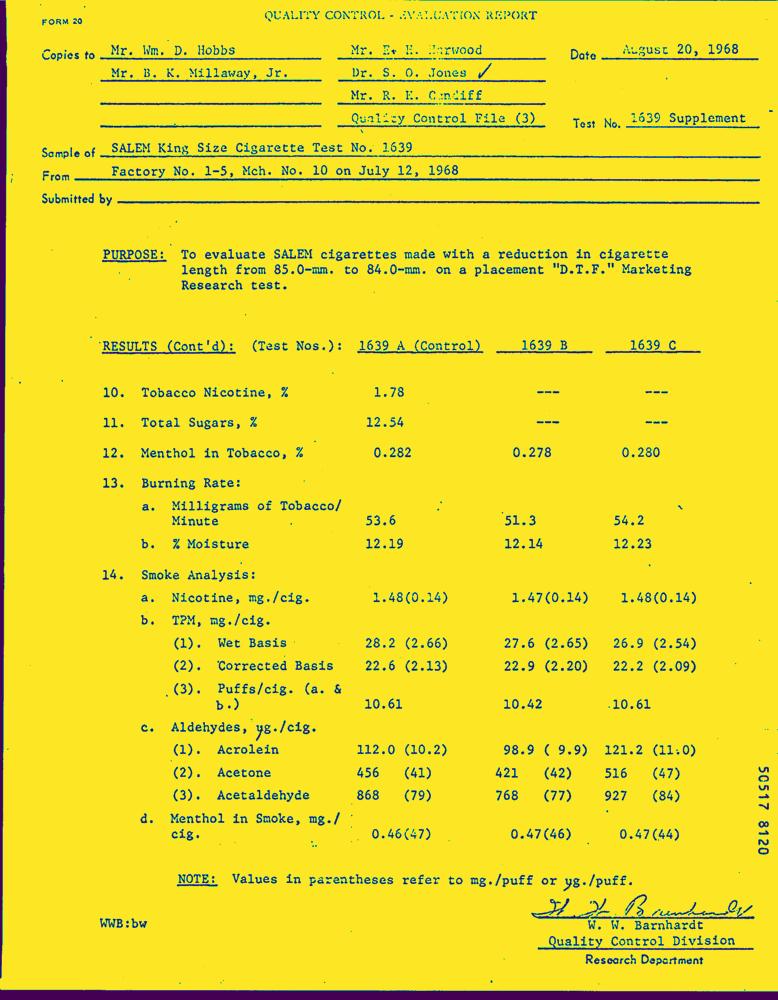 FORM 20
QUALITY CONTROL - EVALUATION REPORT
Copies to Mr. Wm. D. Hobbs Mr. E. H. Harwood Date August 20, 1968
Mr. B. K. Millaway, Jr. Dr. S. O. Jones ✓
Mr. R. E. Cundiff
Quality Control File (3) Test No. 1639 Supplement
Sample of SALEM King Size Cigarette Test No. 1639
From Factory No. 1-5, Mch. No. 10 on July 12, 1968
Submitted by
PURPOSE: To evaluate SALEM cigarettes made with a reduction in cigarette
length from 85.0-mm. to 84.0-mm. on a placement "D.T.F." Marketing
Research test.
RESULTS (Cont'd): (Test Nos.): 1639 A (Control) 1639 B 1639 C
10. Tobacco Nicotine, % 1.78 --- ---
11. Total Sugars, % 12.54 --- ---
12. Menthol in Tobacco, % 0.282 0.278 0.280
13. Burning Rate:
a. Milligrams of Tobacco/
Minute 53.6 51.3 54.2
b. % Moisture 12.19 12.14 12.23
14. Smoke Analysis:
a. Nicotine, mg./cig. 1.48(0.14) 1.47(0.14) 1.48(0.14)
b. TPM, mg./cig.
(1). Wet Basis 28.2 (2.66) 27.6 (2.65) 26.9 (2.54)
(2). Corrected Basis 22.6 (2.13) 22.9 (2.20) 22.2 (2.09)
(3). Puffs/cig. (a. &
b.) 10.61 10.42 10.61
c. Aldehydes, µg./cig.
(1). Acrolein 112.0 (10.2) 98.9 ( 9.9) 121.2 (11.0)
(2). Acetone 456 (41) 421 (42) 516 (47)
(3). Acetaldehyde 868 (79) 768 (77) 927 (84)
d. Menthol in Smoke, mg./
cig. 0.46(47) 0.47(46) 0.47(44)
NOTE: Values in parentheses refer to mg./puff or µg./puff.
WWB:bw
W. W. Barnhardt
Quality Control Division
Research Department
50517 8120